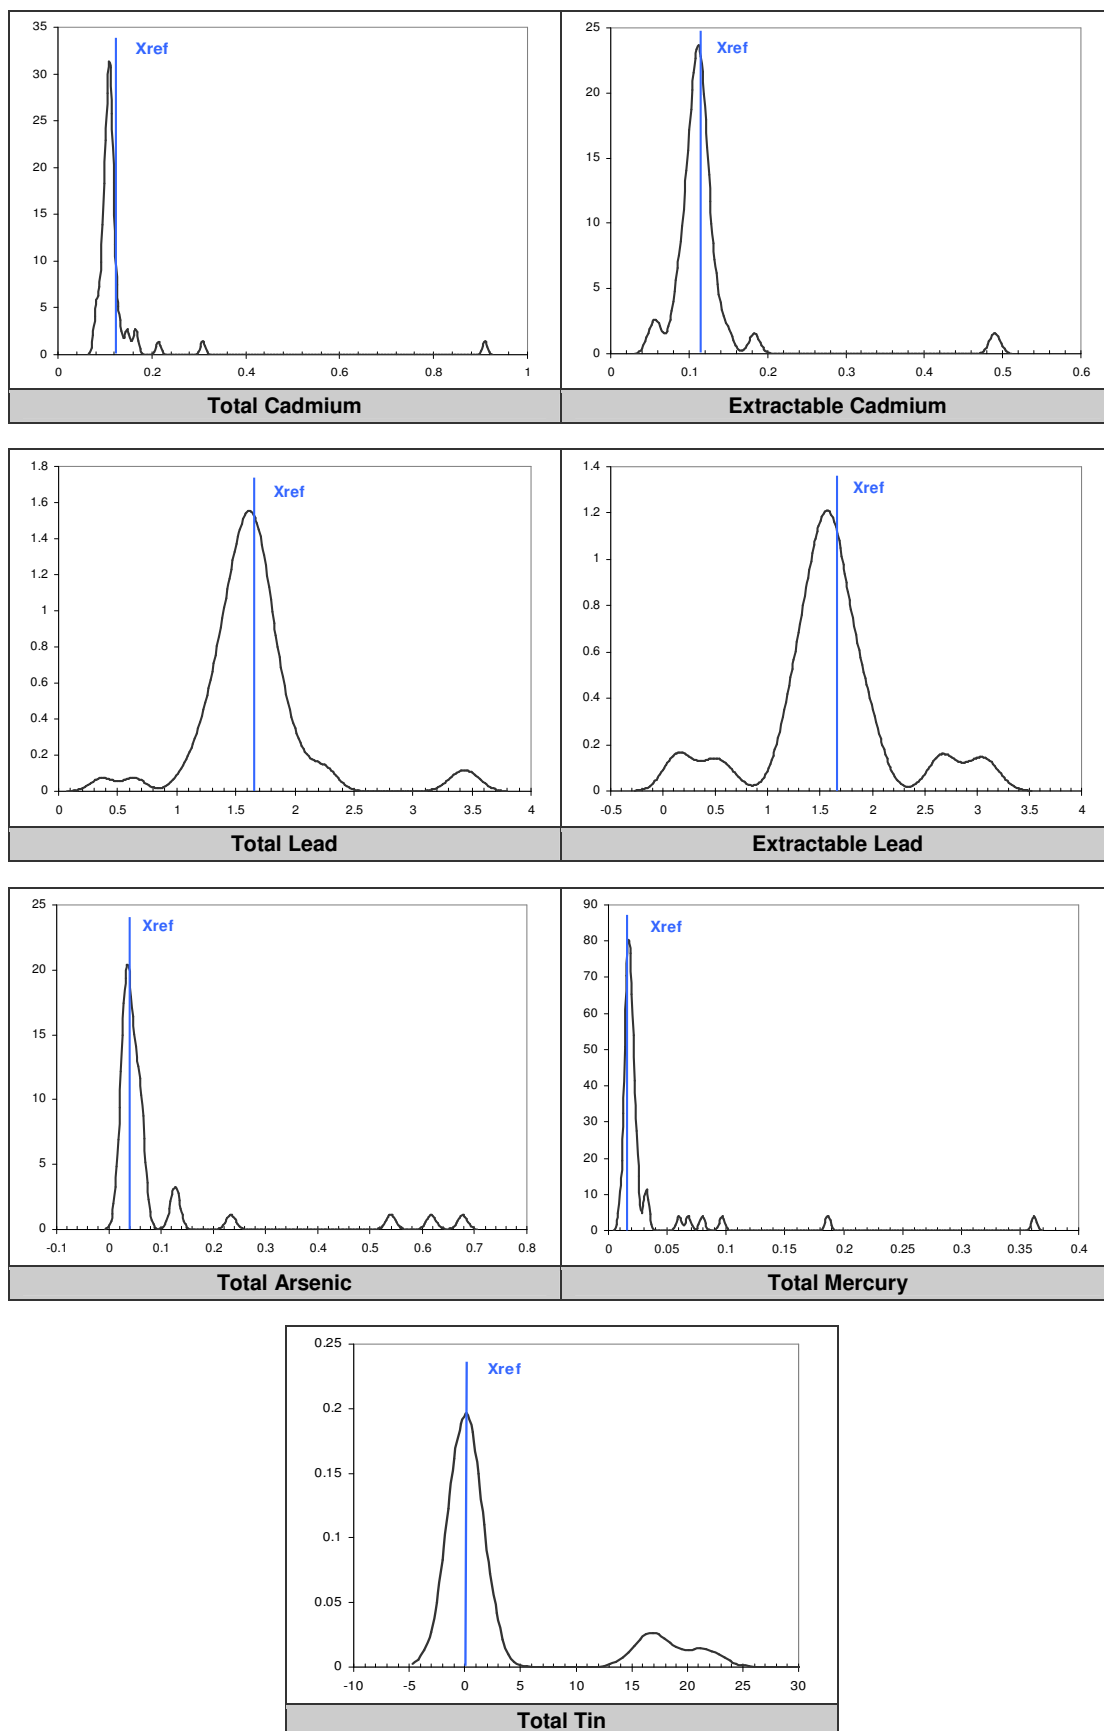 35
30
25
20
15
10
5
0
Xref
0 0.2 0.4 0.6 0.8 1
Total Cadmium
25
20
15
10
5
0
Xref
0 0.1 0.2 0.3 0.4 0.5 0.6
Extractable Cadmium
1.8
1.6
1.4
1.2
1
0.8
0.6
0.4
0.2
0
Xref
0 0.5 1 1.5 2 2.5 3 3.5 4
Total Lead
1.4
1.2
1
0.8
0.6
0.4
0.2
0
Xref
-0.5 0 0.5 1 1.5 2 2.5 3 3.5 4
Extractable Lead
25
20
15
10
5
0
Xref
-0.1 0 0.1 0.2 0.3 0.4 0.5 0.6 0.7 0.8
Total Arsenic
90
80
70
60
50
40
30
20
10
0
Xref
0 0.05 0.1 0.15 0.2 0.25 0.3 0.35 0.4
Total Mercury
0.25
0.2
0.15
0.1
0.05
0
Xref
-10 -5 0 5 10 15 20 25 30
Total Tin